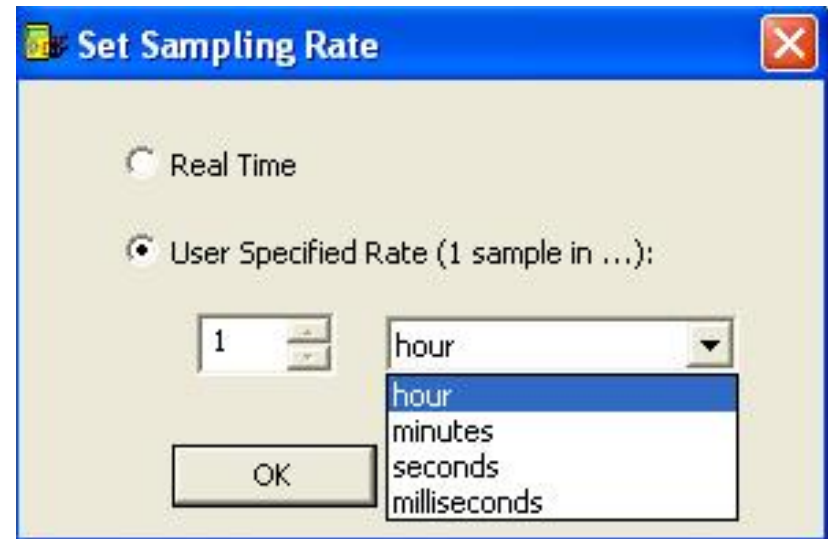 Set Sampling Rate
Real Time
User Specified Rate (1 sample in ...):
1
hour
hour
minutes
seconds
milliseconds
OK